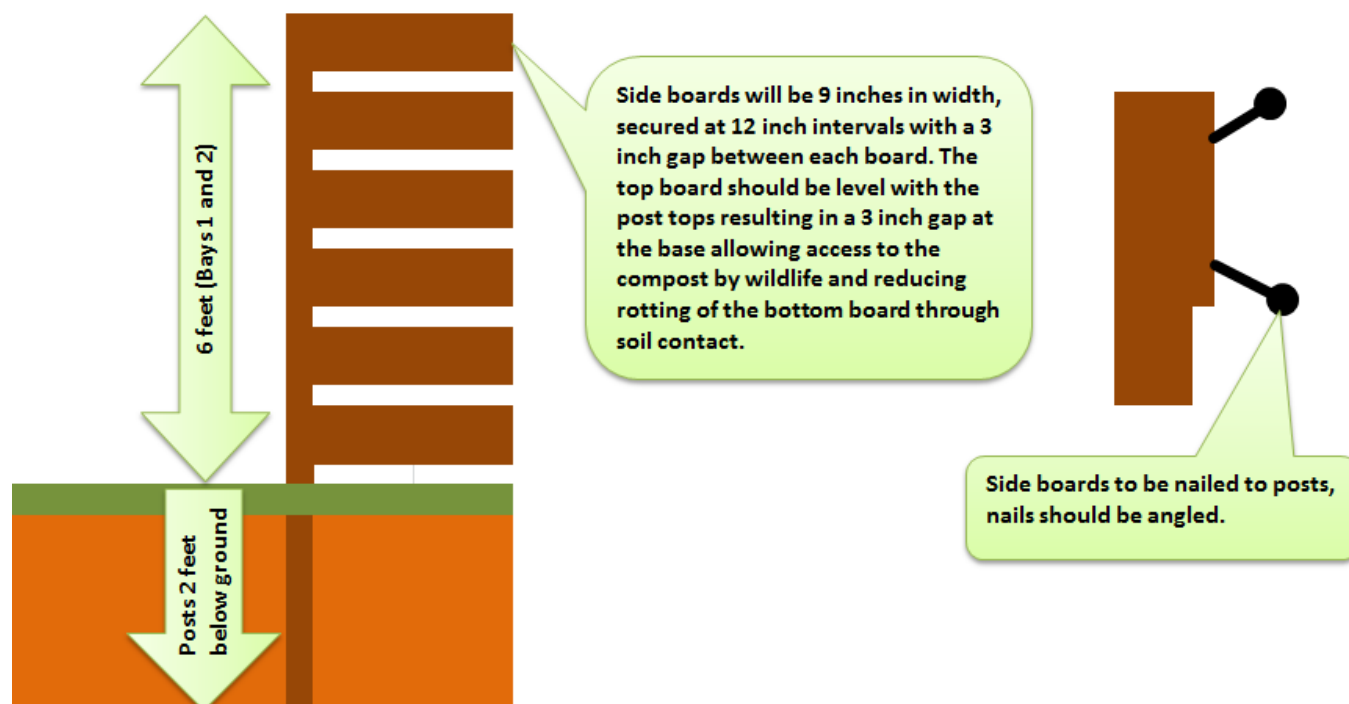 6 feet (Bays 1 and 2)
Posts 2 feet
below ground
Side boards will be 9 inches in width,
secured at 12 inch intervals with a 3
inch gap between each board. The
top board should be level with the
post tops resulting in a 3 inch gap at
the base allowing access to the
compost by wildlife and reducing
rotting of the bottom board through
soil contact.
Side boards to be nailed to posts,
nails should be angled.